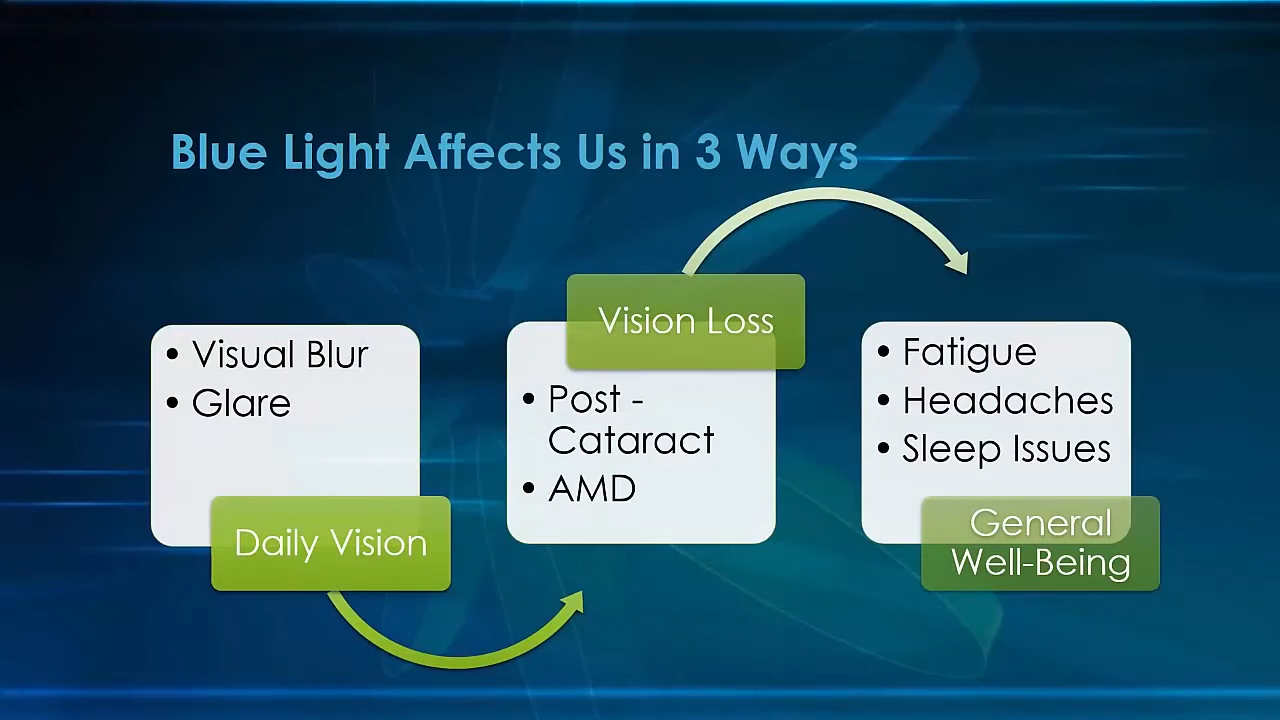 Blue Light Affects Us in 3 Ways
• Visual Blur
• Glare
Daily Vision
Vision Loss
• Post -
Cataract
• AMD
• Fatigue
• Headaches
• Sleep Issues
General
Well-Being